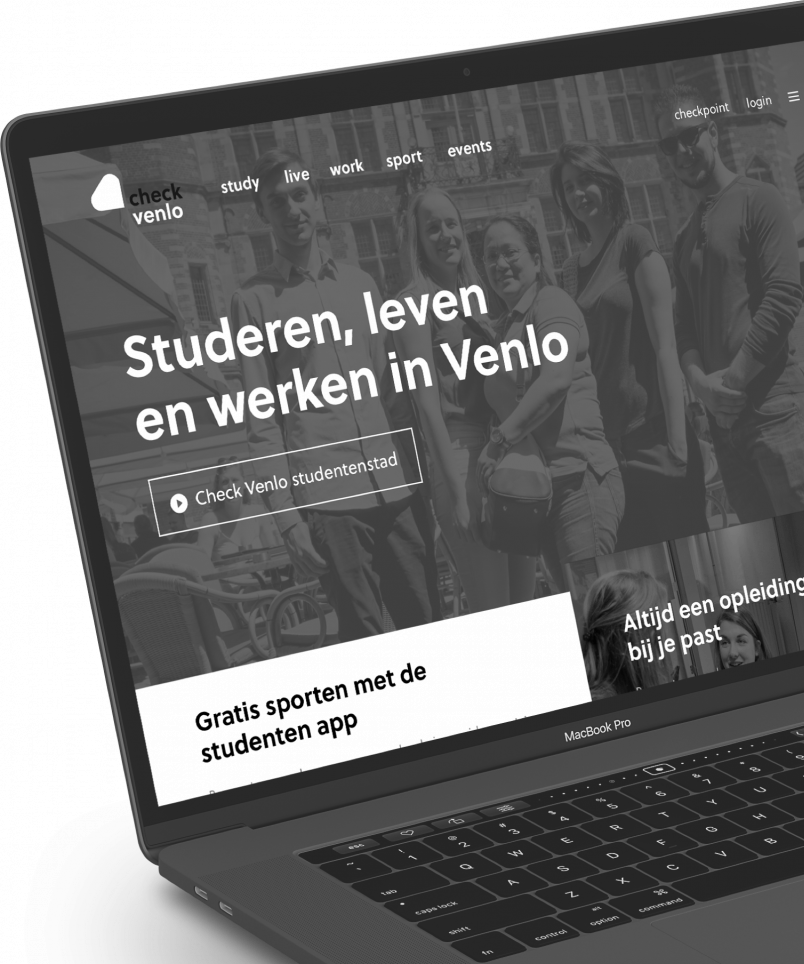 checkpoint login
study live work sport events
check
venlo
Studeren, leven
en werken in Venlo
Check Venlo studentenstad
Altijd een opleiding
bij je past
Gratis sporten met de
studenten app
MacBook Pro
esc
~ ! @ # $ % ^ & *
1 2 3 4 5 6 7 8
tab Q W E R T Y U
caps lock A S D F G H
shift Z X C V B
fn control alt option ⌘ command